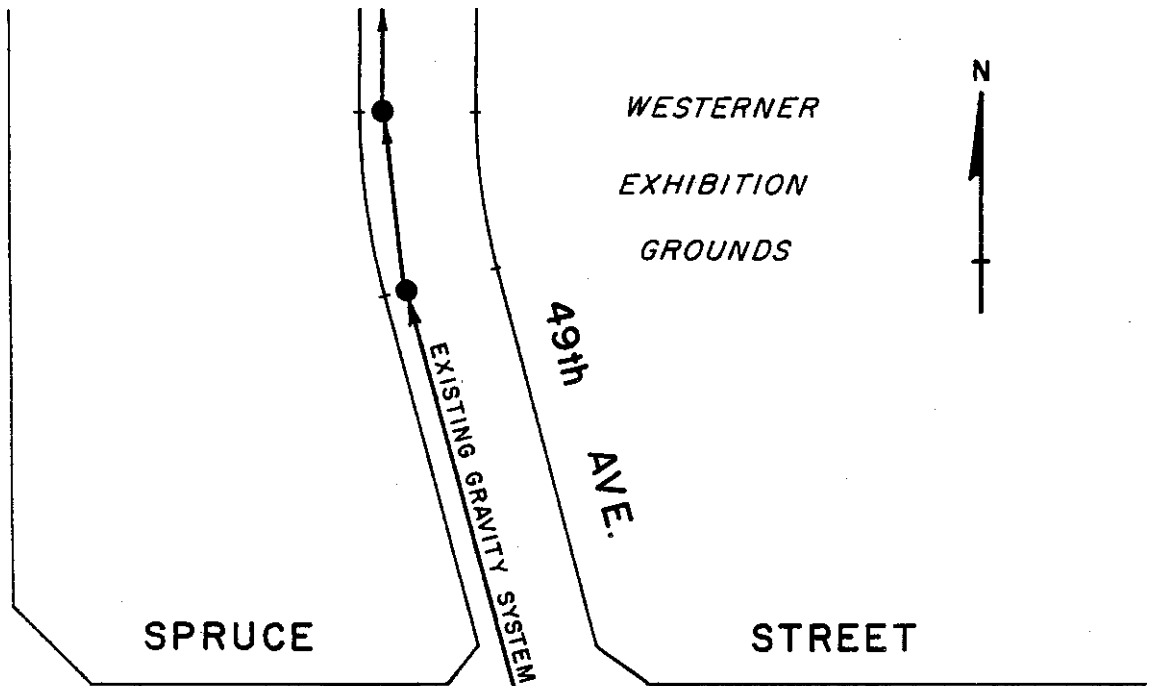 WESTERNER
N
EXHIBITION
GROUNDS
49th AVE.
EXISTING GRAVITY SYSTEM
SPRUCE STREET